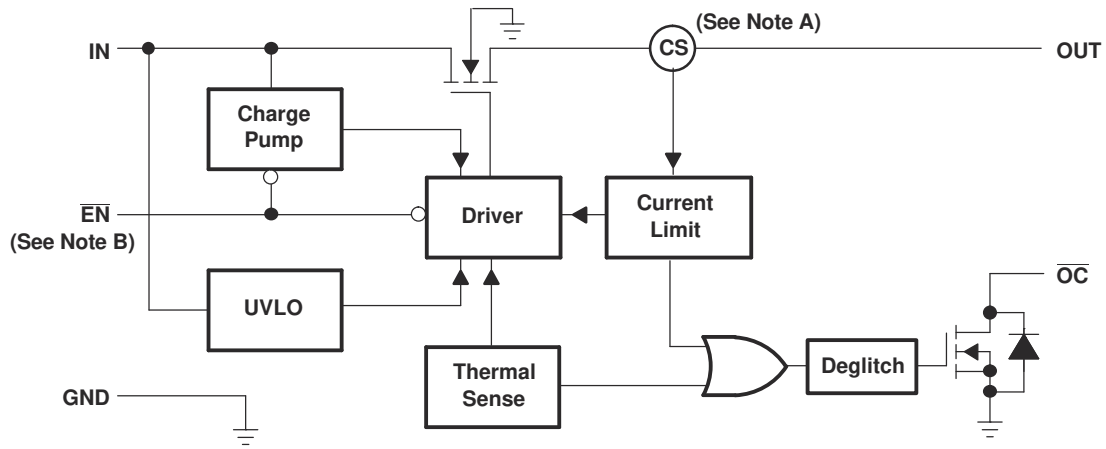 (See Note A)
IN
CS
OUT
Charge
Pump
EN
(See Note B)
Driver
Current
Limit
OC
UVLO
Thermal
Sense
Deglitch
GND